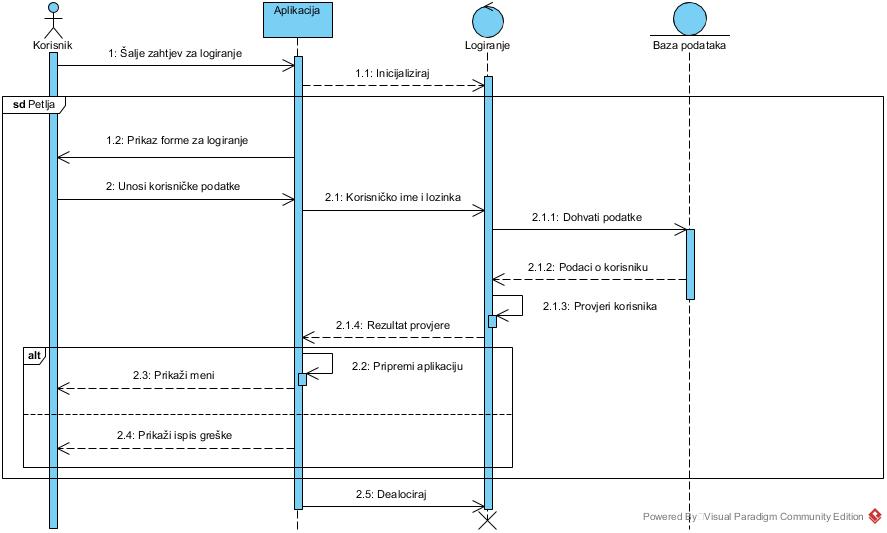 Korisnik
Aplikacija
Logiranje
Baza podataka
1: Šalje zahtjev za logiranje
1.1: Inicijaliziraj
sd Petlja
1.2: Prikaz forme za logiranje
2: Unosi korisničke podatke
2.1: Korisničko ime i lozinka
2.1.1: Dohvati podatke
2.1.2: Podaci o korisniku
2.1.3: Provjeri korisnika
2.1.4: Rezultat provjere
alt
2.2: Pripremi aplikaciju
2.3: Prikaži meni
2.4: Prikaži ispis greške
2.5: Dealociraj
Powered By Visual Paradigm Community Edition